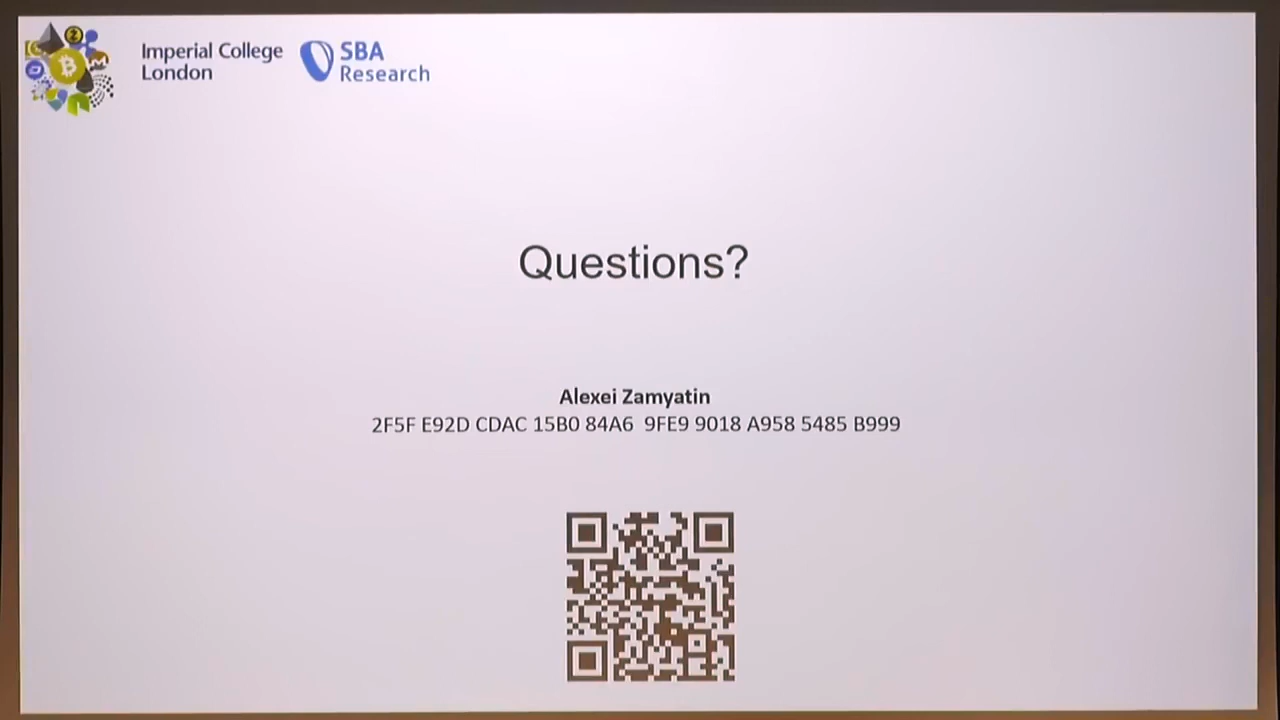 Imperial College
London
SBA
Research
Questions?
Alexei Zamyatin
2F5F E92D CDAC 15B0 84A6  9FE9 9018 A958 5485 B999